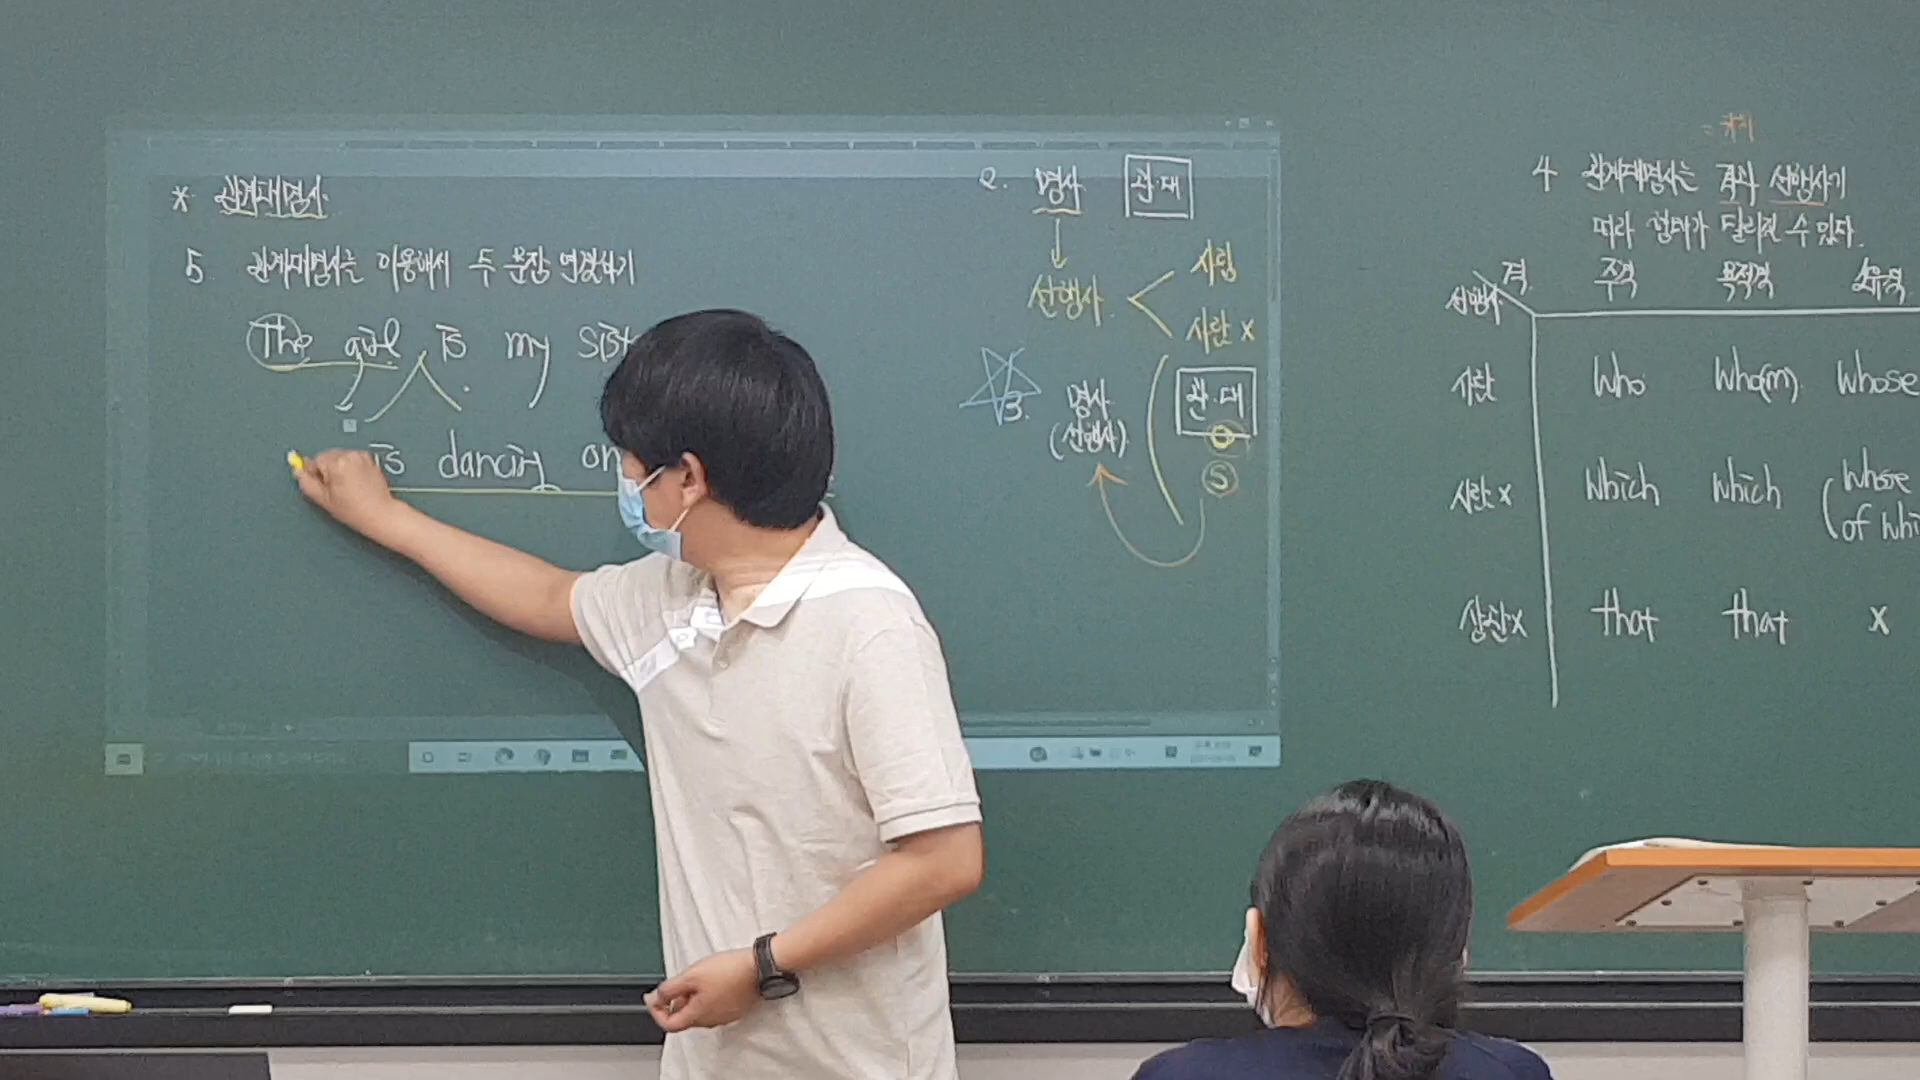 * 관계대명사
5. 관계대명사를 이용해서 두 문장 연결하기
The girl is my
is dancing on
2. 명사 관·대
선행사
사람
사람 x
3. 명사 관·대
(선행사)
S
4 관계대명사는 격과 선행사에
따라 형태가 달라질 수 있다.
선행사 격 주격 목적격 소유격
사람 who who(m) whose
사람 x which which whose
of
상관x that that x